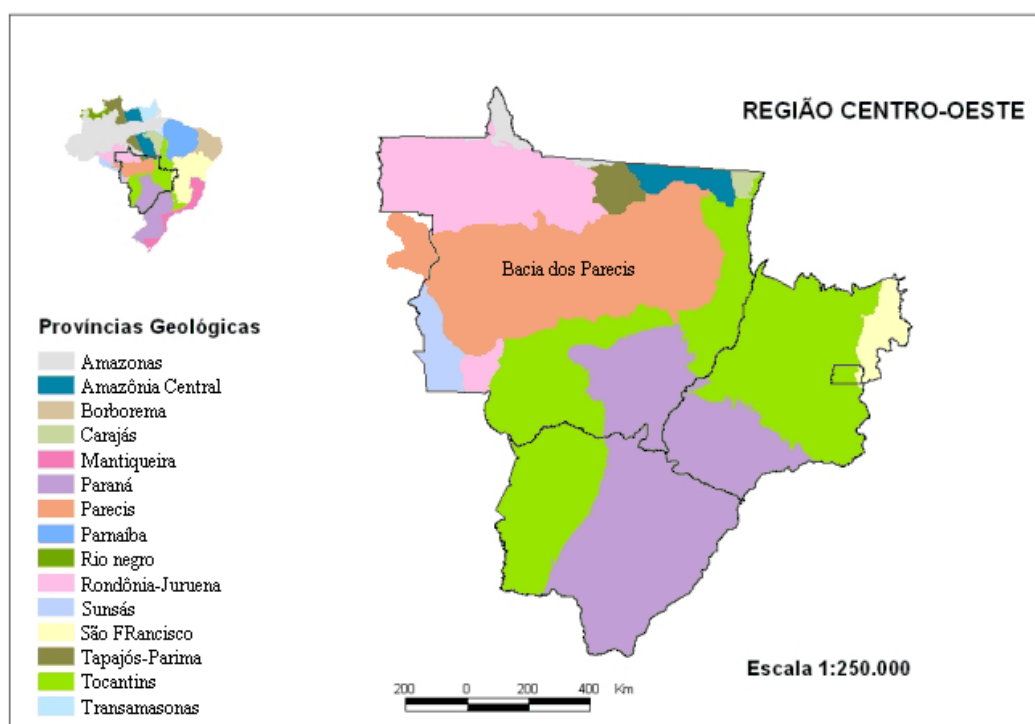 REGIÃO CENTRO-OESTE
Bacia dos Parecis
Províncias Geológicas
Amazonas
Amazônia Central
Borborema
Carajás
Mantiqueira
Paraná
Parecis
Parnaíba
Rio negro
Rondônia-Juruena
Sunsás
São FRancisco
Tapajós-Parima
Tocantins
Transamasonas
Escala 1:250.000
200 0 200 400 Km